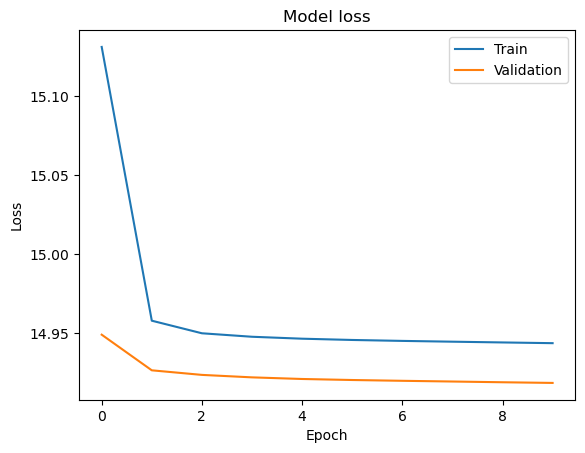 Model loss
Train
Validation
15.10
15.05
15.00
14.95
Loss
0
2
4
6
8
Epoch